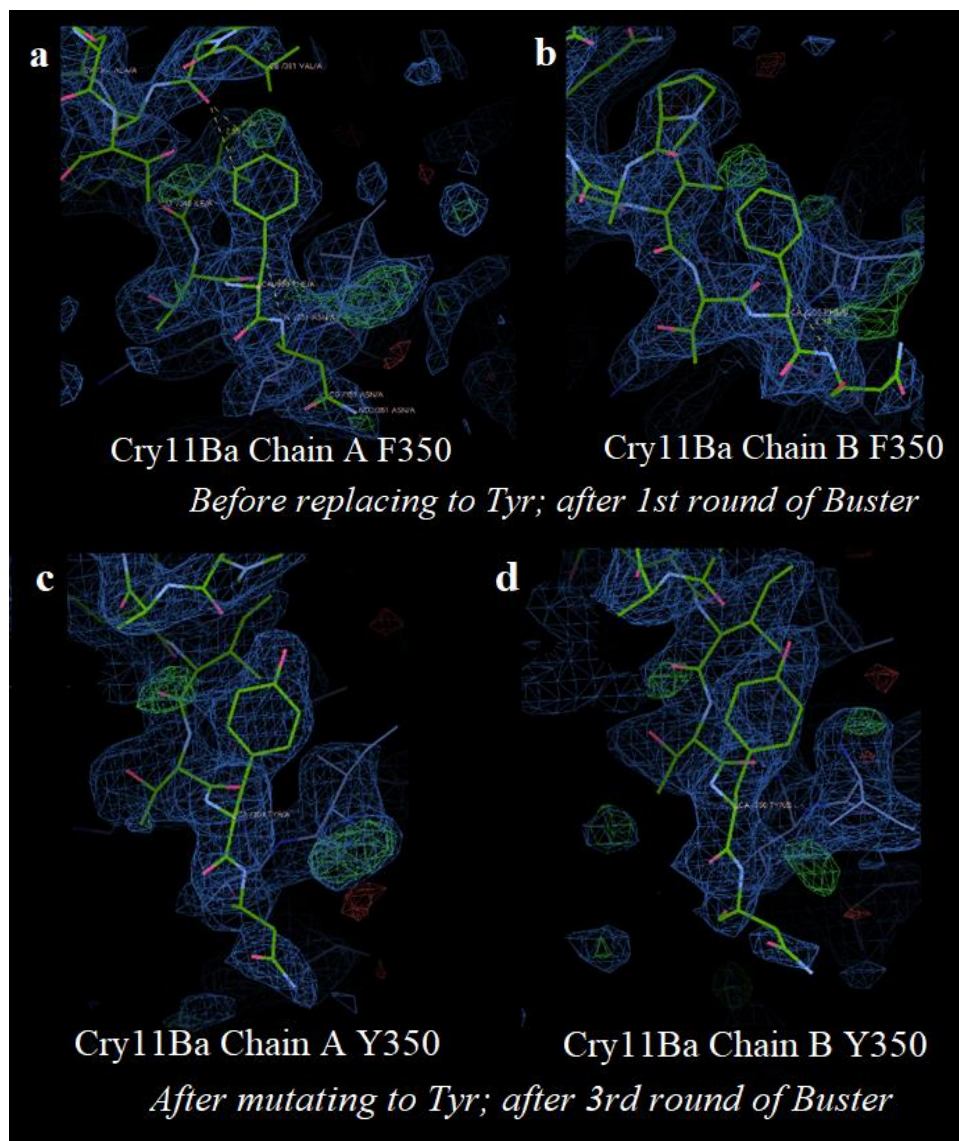 a
b
Cry11Ba Chain A F350
Cry11Ba Chain B F350
Before replacing to Tyr; after 1st round of Buster
c
d
Cry11Ba Chain A Y350
Cry11Ba Chain B Y350
After mutating to Tyr; after 3rd round of Buster